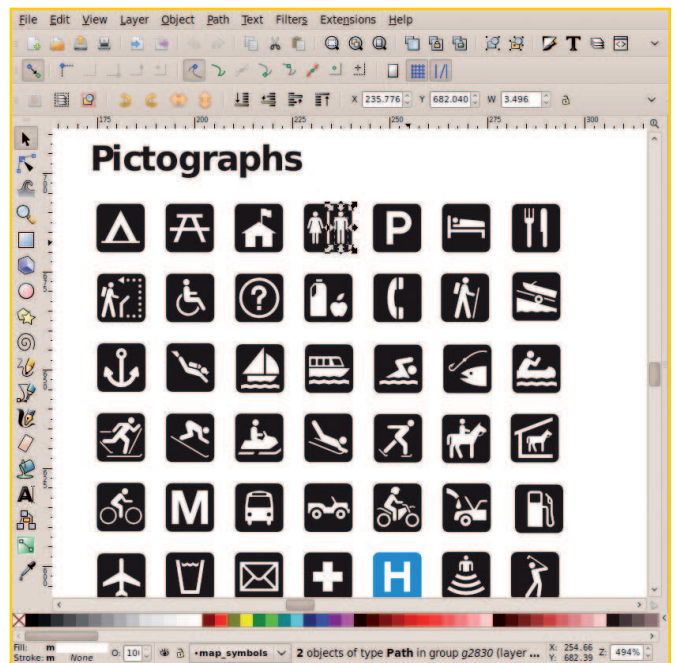 File Edit View Layer Object Path Text Filters Extensions Help
X 235.776 Y 682.040 W 3.496
175 200 225 250 275 300
Pictographs
P
?
M
H
A
Fill: m
Stroke: m None
O: 10
•map_symbols
2 objects of type Path in group g2830 (layer ...
X: 254.66
Y: 682.39
Z: 494%